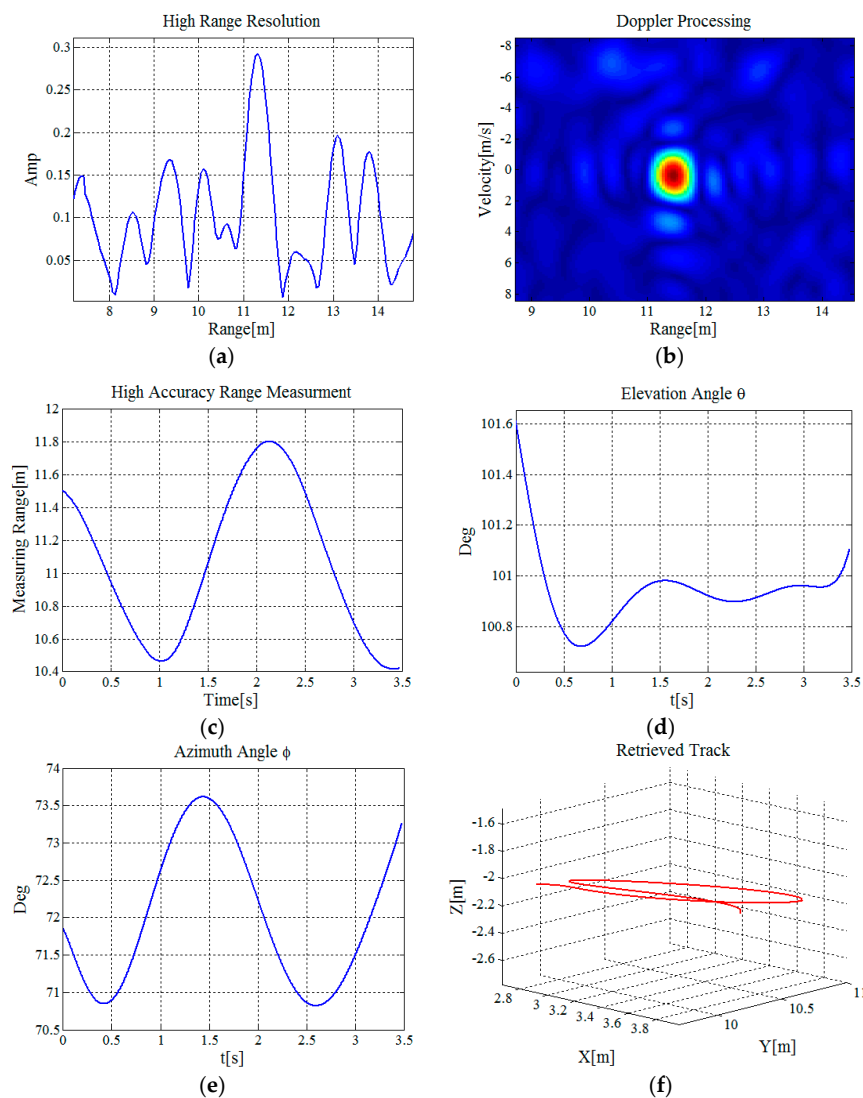 High Range Resolution
0.3
0.25
0.2
0.15
0.1
0.05
Amp
8 9 10 11 12 13 14
Range[m]
(a)
Doppler Processing
-8
-6
-4
-2
0
2
4
6
8
Velocity[m/s]
9 10 11 12 13 14
Range[m]
(b)
High Accuracy Range Measurment
12
11.8
11.6
11.4
11.2
11
10.8
10.6
10.4
Measuring Range[m]
0 0.5 1 1.5 2 2.5 3 3.5
Time[s]
(c)
Elevation Angle θ
101.6
101.4
101.2
101
100.8
Deg
0 0.5 1 1.5 2 2.5 3 3.5
t[s]
(d)
Azimuth Angle ϕ
74
73.5
73
72.5
72
71.5
71
70.5
Deg
0 0.5 1 1.5 2 2.5 3 3.5
t[s]
(e)
Retrieved Track
-1.6
-1.8
-2
-2.2
-2.4
-2.6
Z[m]
2.8 3 3.2 3.4 3.6 3.8
X[m]
10 10.5 11
Y[m]
(f)